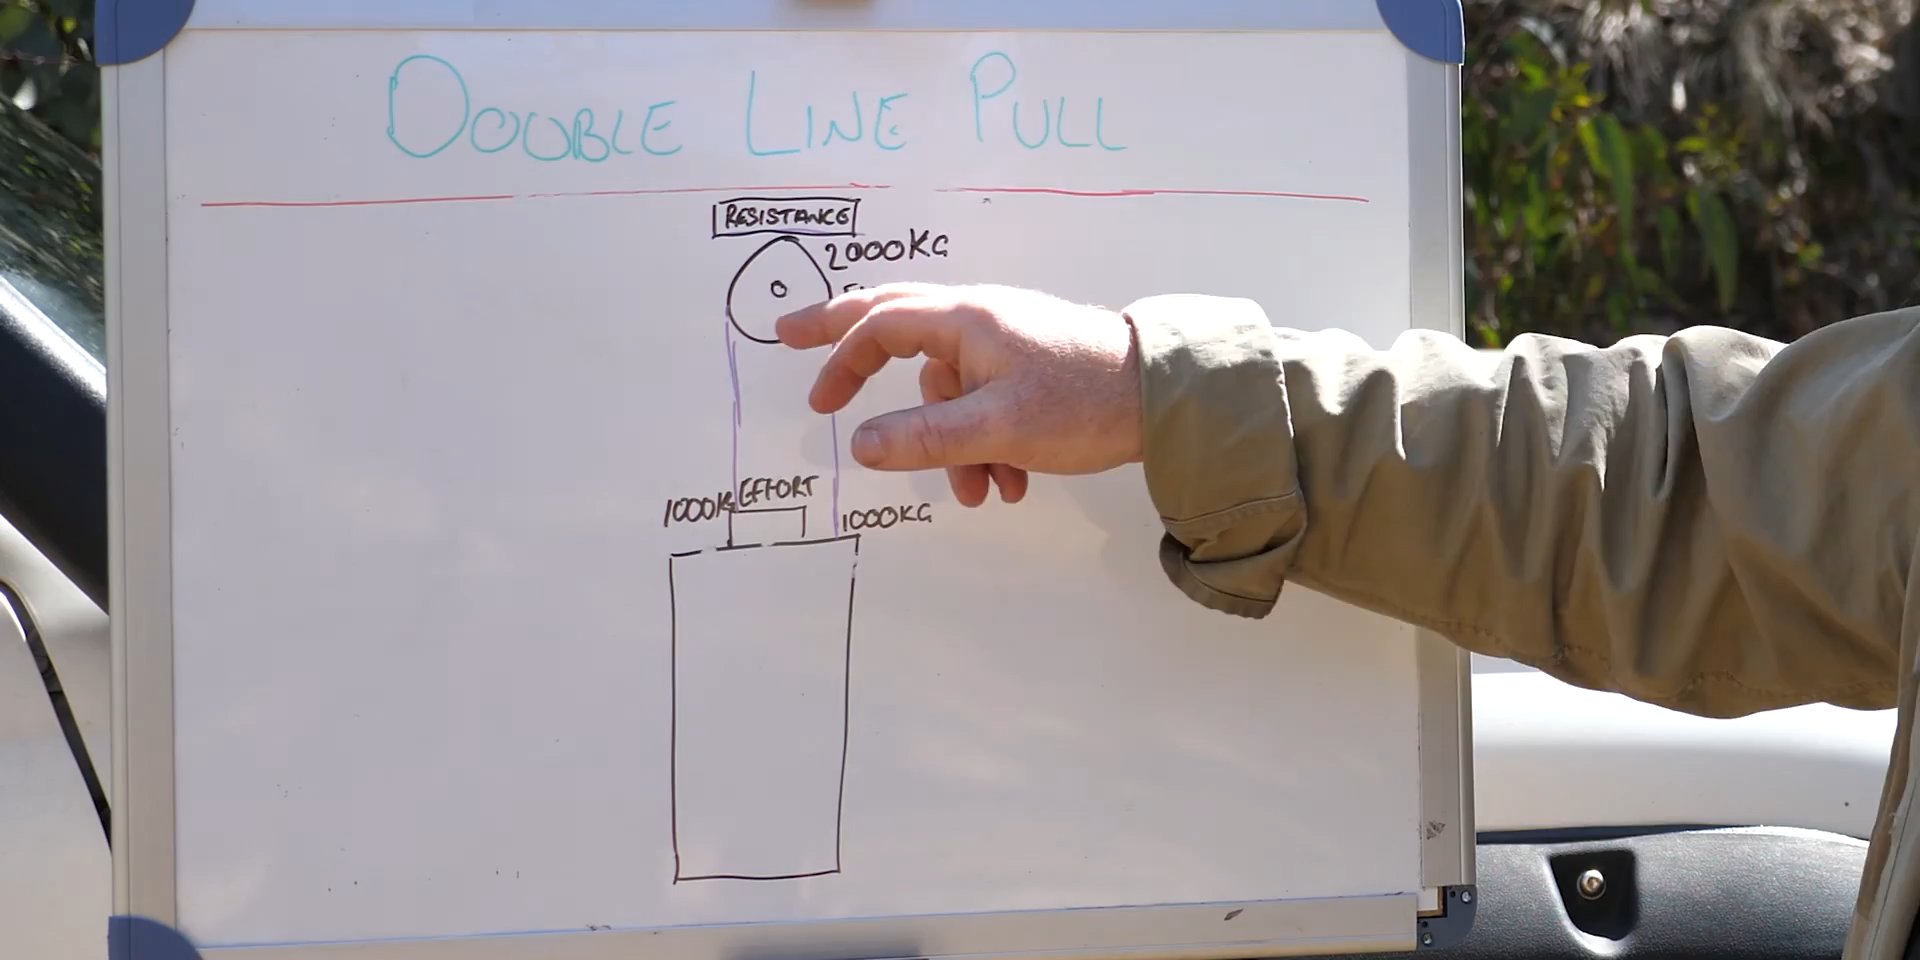 DOUBLE LINE PULL
RESISTANCE
2000KG
EFFORT
1000KG
1000KG